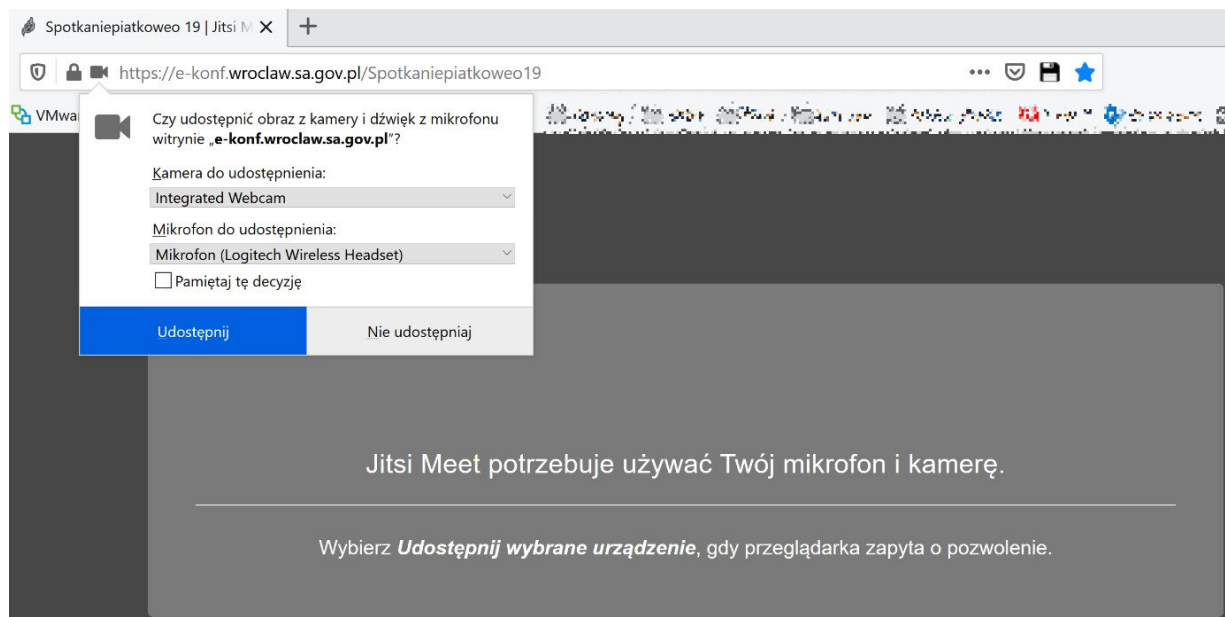 Spotkaniepiatkoweo 19 | Jitsi M
https://e-konf.wroclaw.sa.gov.pl/Spotkaniepiatkoweo19
VMwa
Czy udostępnić obraz z kamery i dźwięk z mikrofonu
witrynie „e-konf.wroclaw.sa.gov.pl”?
Kamera do udostępnienia:
Integrated Webcam
Mikrofon do udostępnienia:
Mikrofon (Logitech Wireless Headset)
Pamiętaj tę decyzję
Udostępnij
Nie udostępniaj
Jitsi Meet potrzebuje używać Twój mikrofon i kamerę.
Wybierz Udostępnij wybrane urządzenie, gdy przeglądarka zapyta o pozwolenie.